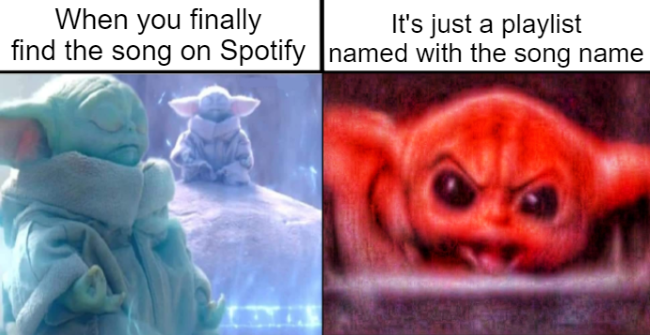 When you finally
find the song on Spotify
It's just a playlist
named with the song name